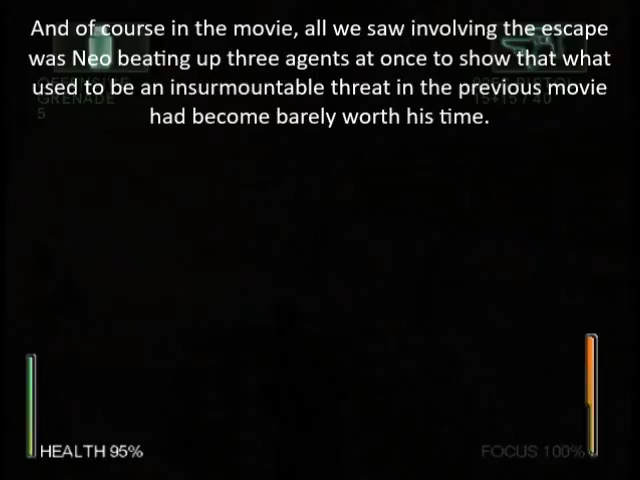 And of course in the movie, all we saw involving the escape
was Neo beating up three agents at once to show that what
used to be an insurmountable threat in the previous movie
had become barely worth his time.
GRENADE
5
HEALTH 95%
FOCUS 100%